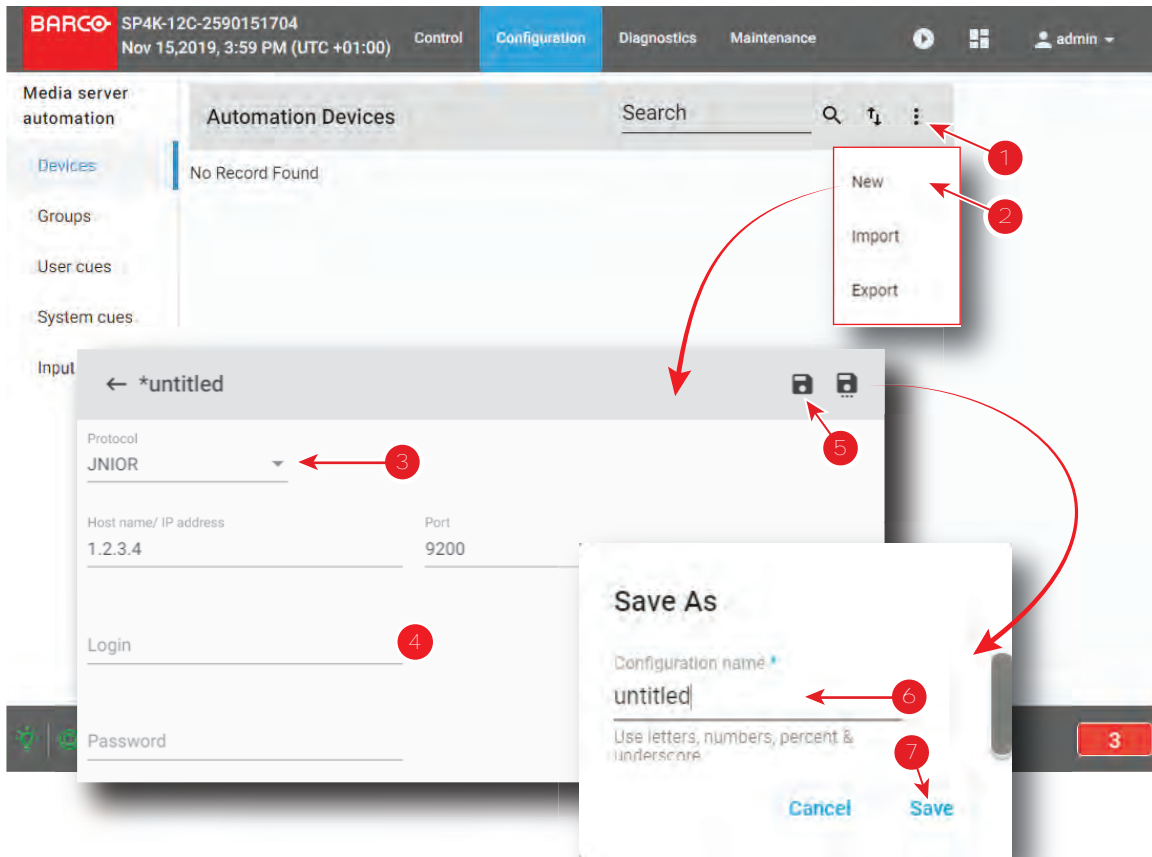 BARCO SP4K-12C-2590151704
Nov 15,2019, 3:59 PM (UTC +01:00)
Control Configuration Diagnostics Maintenance admin
Media server
automation
Automation Devices Search
1
Devices
No Record Found
New
2
Groups
Import
User cues
Export
System cues
Input
← *untitled
5
Protocol
JNIOR
3
Host name/ IP address Port
1.2.3.4 9200
Save As
Login
4
Configuration name *
untitled
6
Use letters, numbers, percent &
underscore
Password
7
3
Cancel Save